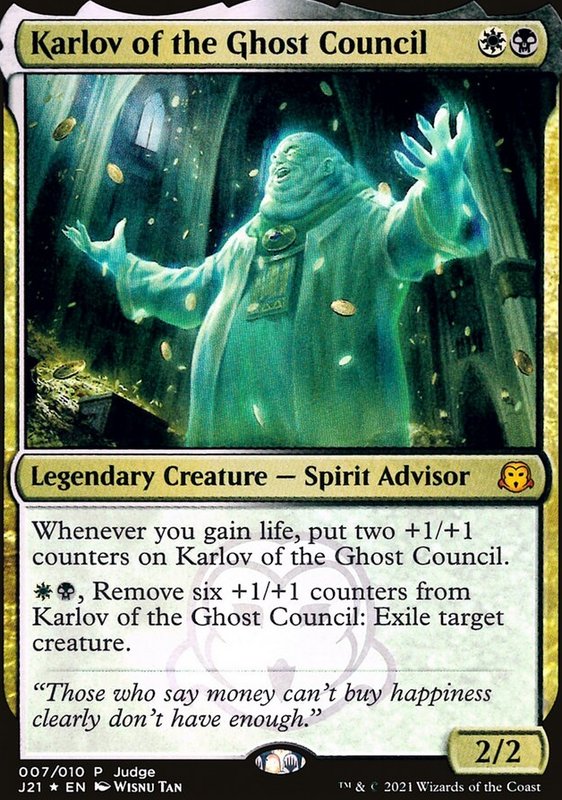 Karlov of the Ghost Council
Legendary Creature — Spirit Advisor
Whenever you gain life, put two +1/+1
counters on Karlov of the Ghost Council.
, Remove six +1/+1 counters from
Karlov of the Ghost Council: Exile target
creature.
“Those who say money can’t buy happiness
clearly don’t have enough.”
2/2
007/010 P Judge
J21 ★ EN Wisnu Tan
™ & © 2021 Wizards of the Coast